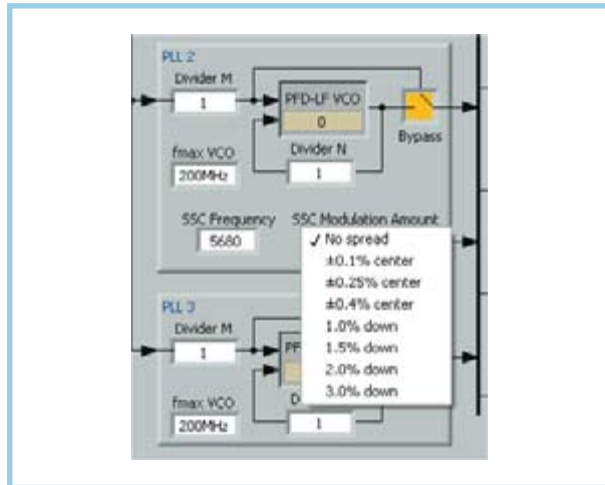 PLL 2
Divider M
1
PFD-LF VCO
0
Bypass
fmax VCO
200MHz
Divider N
1
SSC Frequency
5680
SSC Modulation Amount
✓ No spread
±0.1% center
±0.25% center
±0.4% center
1.0% down
1.5% down
2.0% down
3.0% down
PLL 3
Divider M
1
PF
fmax VCO
200MHz
D
1